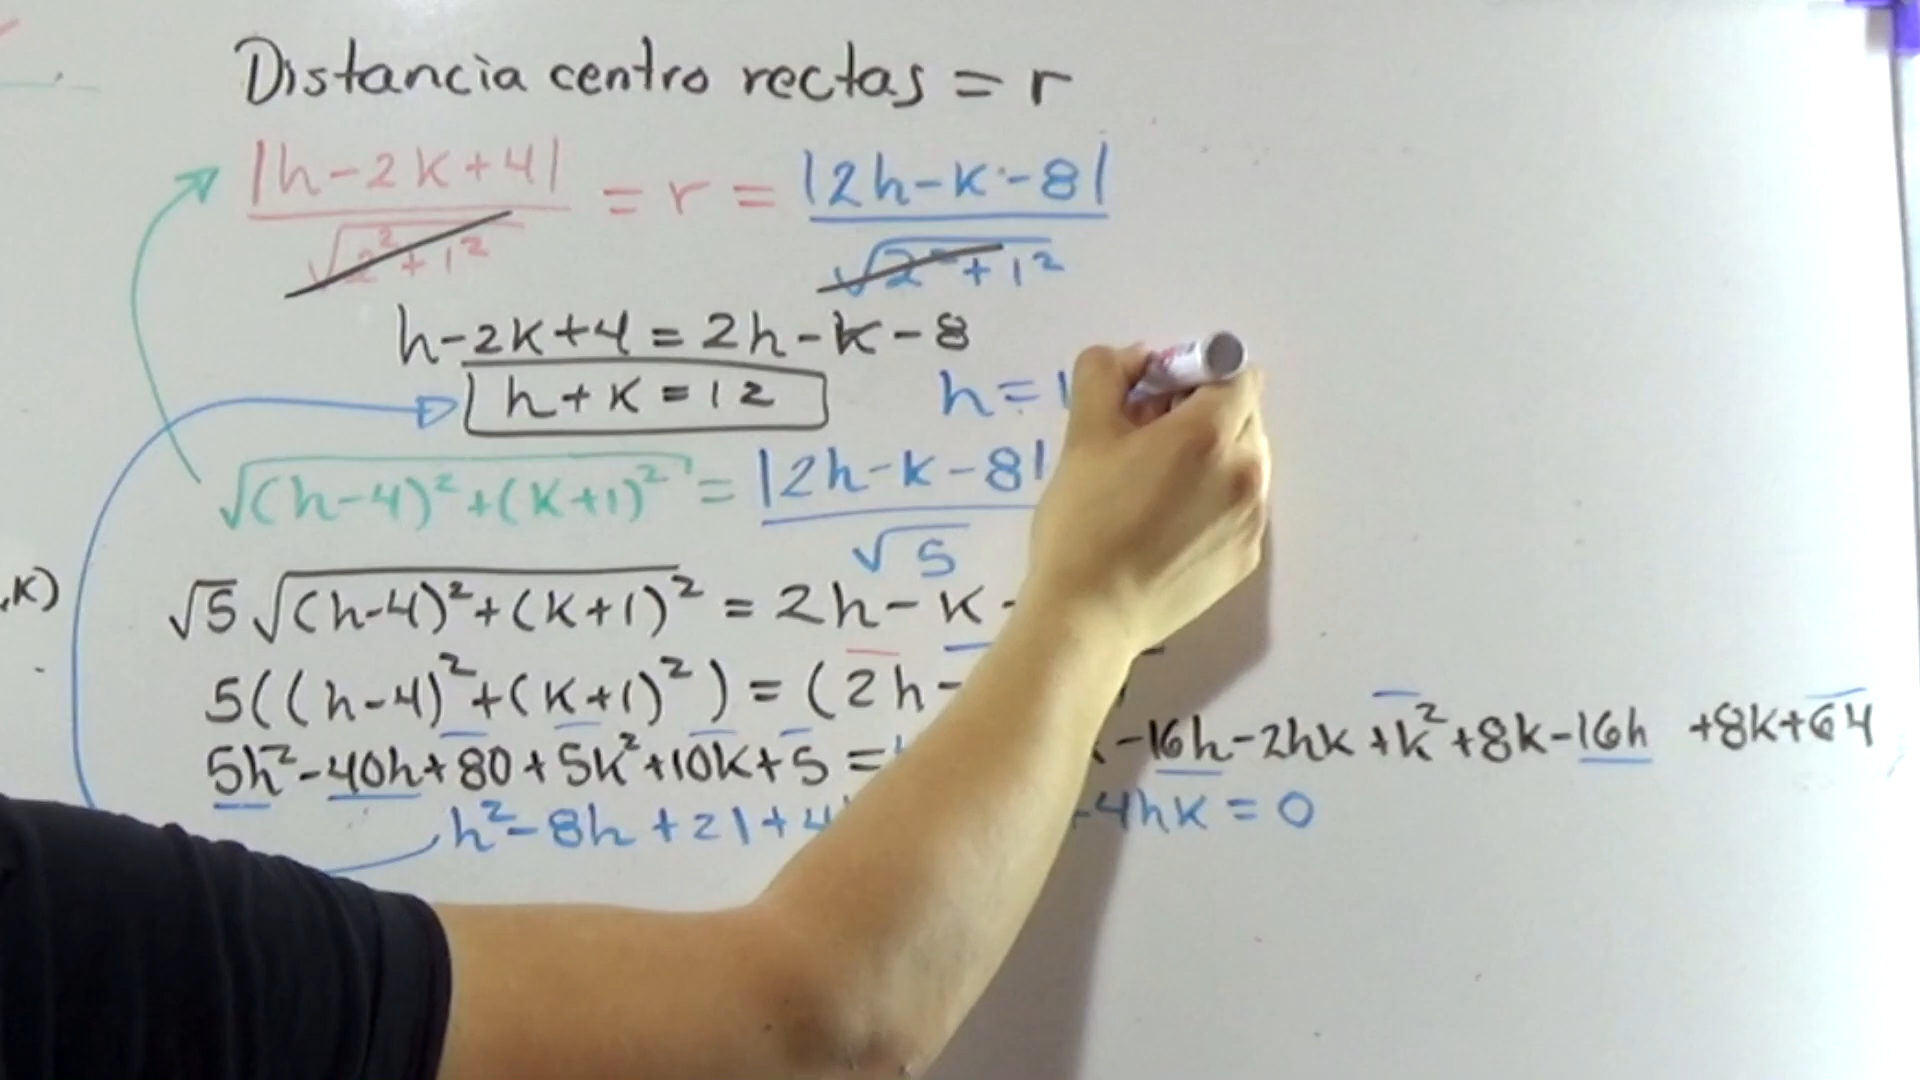 Distancia centro rectas = r
|h-2k+4| / √2²+1² = r = |2h-k-8| / √2²+1²
h-2k+4 = 2h-k-8
h+k=12 h=1
√(h-4)²+(k+1)² = |2h-k-8| / √5
,k) √5 √(h-4)²+(k+1)² = 2h-k-
5((h-4)²+(k+1)²) = (2h-
5h²-40h+80+5k²+10k+5 = -16h-2hk+k²+8k-16h +8k+64
h²-8h+21+4 4hk=0